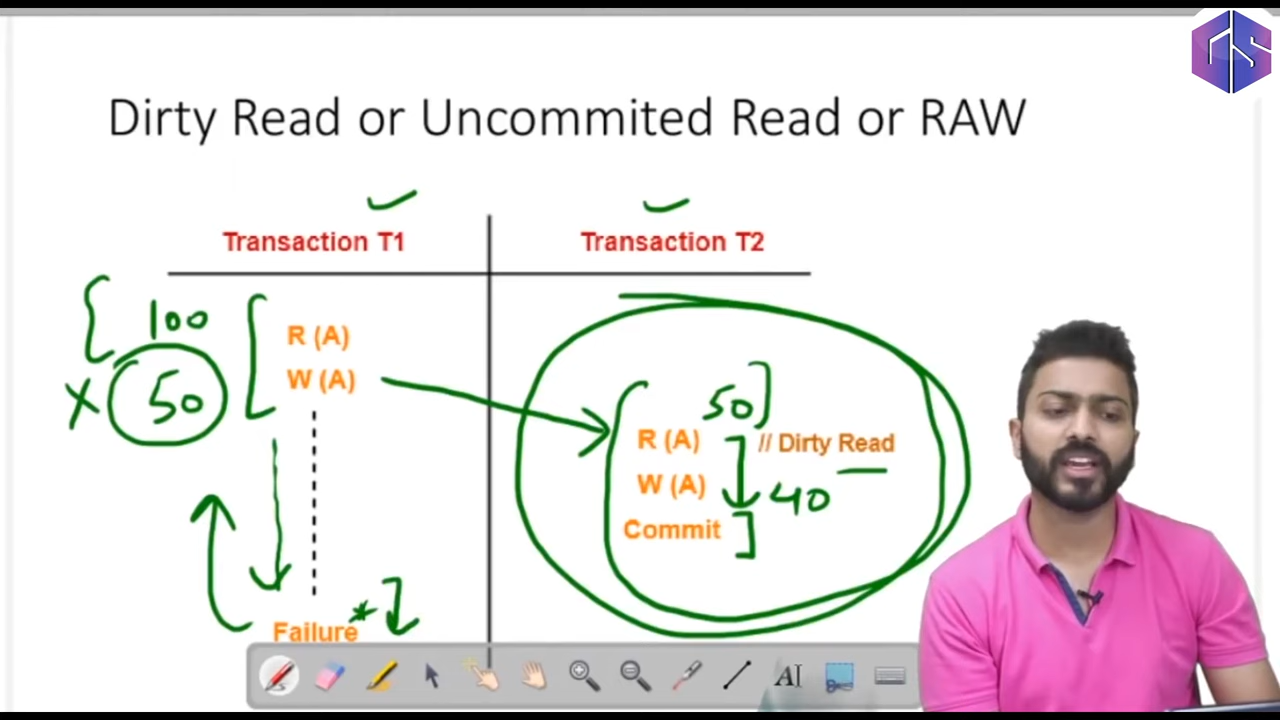 Dirty Read or Uncommited Read or RAW
Transaction T1
Transaction T2
100
R (A)
W (A)
50
50
R (A)
// Dirty Read
W (A)
40
Commit
Failure
AI